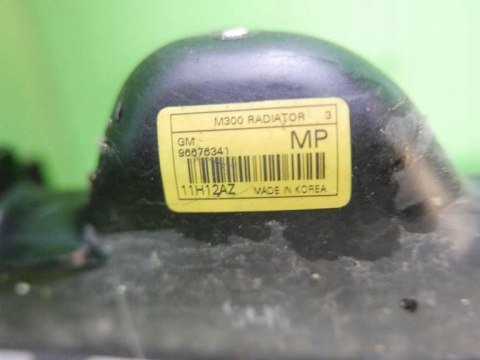 M300 RADIATOR 3
GM MP
96676341
11H12AZ MADE IN KOREA